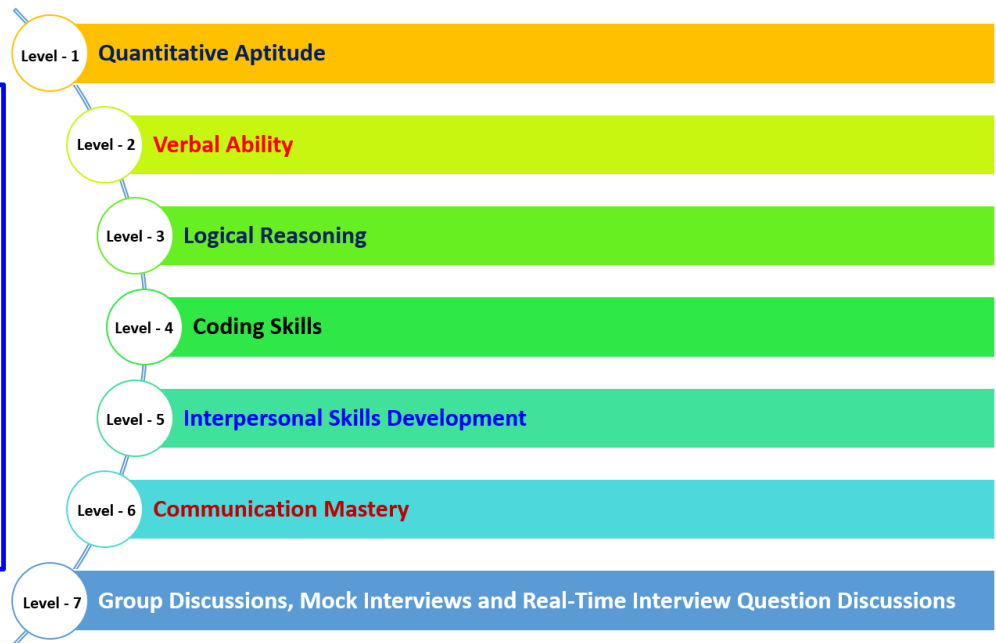 Level - 1 Quantitative Aptitude
Level - 2 Verbal Ability
Level - 3 Logical Reasoning
Level - 4 Coding Skills
Level - 5 Interpersonal Skills Development
Level - 6 Communication Mastery
Level - 7 Group Discussions, Mock Interviews and Real-Time Interview Question Discussions